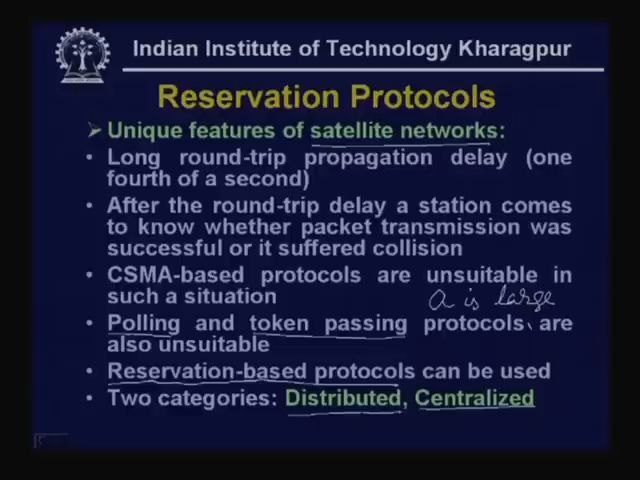 Indian Institute of Technology Kharagpur
Reservation Protocols
➢ Unique features of satellite networks:
• Long round-trip propagation delay (one
fourth of a second)
• After the round-trip delay a station comes
to know whether packet transmission was
successful or it suffered collision
• CSMA-based protocols are unsuitable in
such a situation
a is large
• Polling and token passing protocols are
also unsuitable
• Reservation-based protocols can be used
• Two categories: Distributed, Centralized